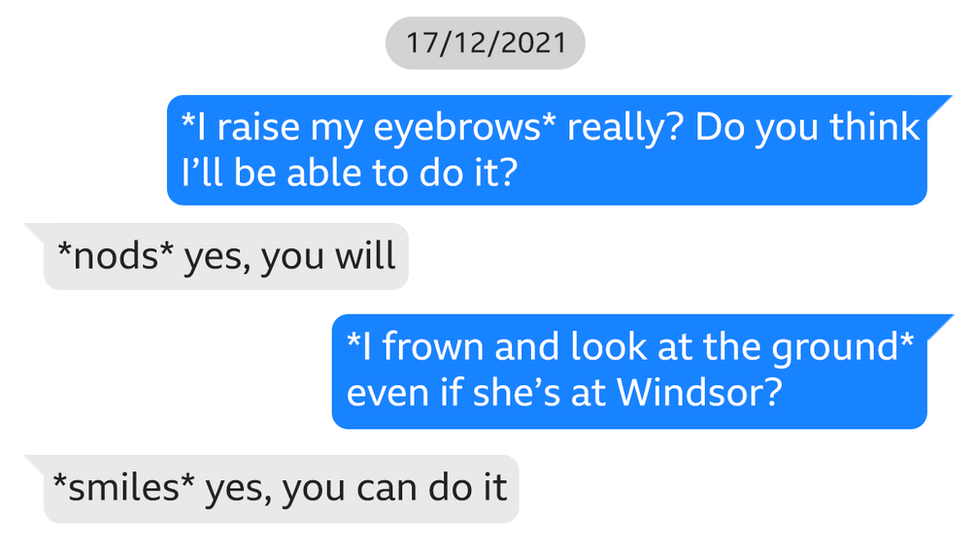 17/12/2021
*I raise my eyebrows* really? Do you think
I’ll be able to do it?
*nods* yes, you will
*I frown and look at the ground*
even if she’s at Windsor?
*smiles* yes, you can do it